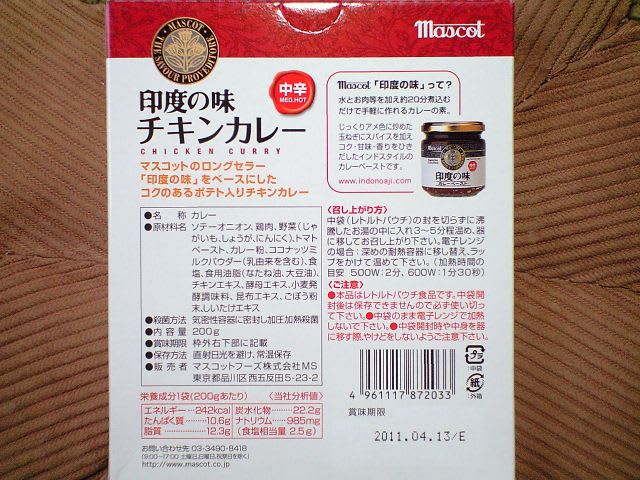 MASCOT
THE SAVOUR PROVEDORE
mascot
中辛
MED.HOT
印度の味
チキンカレー
CHICKEN CURRY
マスコットのロングセラー
「印度の味」をベースにした
コクのあるポテト入りチキンカレー
mascot「印度の味」って?
水とお肉等を加え約20分煮込む
だけで手軽に作れるカレーの素。
じっくりアメ色に炒めた
玉ねぎにスパイスを加え
コク・甘味・香りをひき
だしたインドスタイルの
カレーペーストです。
www.indonoaji.com
印度の味
カレーペースト
●名称 カレー
●原材料名 ソテーオニオン、鶏肉、野菜(じゃ
がいも、しょうが、にんにく)、トマト
ペースト、カレー粉、ココナッツミ
ルクパウダー(乳由来を含む)、食
塩、食用油脂(なたね油、大豆油)、
チキンエキス、酵母エキス、小麦発
酵調味料、昆布エキス、ごぼう粉
末、しいたけエキス
●殺菌方法 気密性容器に密封し加圧加熱殺菌
●内容量 200g
●賞味期限 枠外右下部に記載
●保存方法 直射日光を避け、常温保存
●販売者 マスコットフーズ株式会社MS
東京都品川区西五反田5-23-2
〈召し上がり方〉
中袋(レトルトパウチ)の封を切らずに沸
騰したお湯の中に入れ3~5分程温め、器
に移してお召し上がり下さい。電子レンジ
の場合:深めの耐熱容器に移し替え、ラッ
プをかけて温めて下さい。(加熱時間の
目安 500W:2分、600W:1分30秒)
〈ご注意〉
●本品はレトルトパウチ食品です。中袋開
封後は保存できませんので必ず使い切っ
て下さい。●中袋のまま電子レンジで加熱
しないで下さい。●中袋開封時や中身を器
に移す際、やけどをしないようご注意下さい。
栄養成分1袋(200gあたり) 〈当社分析値〉
エネルギー…242kcal 炭水化物……22.2g
たんぱく質……10.6g ナトリウム…985mg
脂質……12.3g (食塩相当量 2.5g)
お問い合わせ先 03-3490-8418
(9:00~17:00 土曜日,日曜日,祝祭日を除く)
http://www.mascot.co.jp
4 961117 872033
プラ
:中袋
紙
:外箱
賞味期限
2011.04.13/E